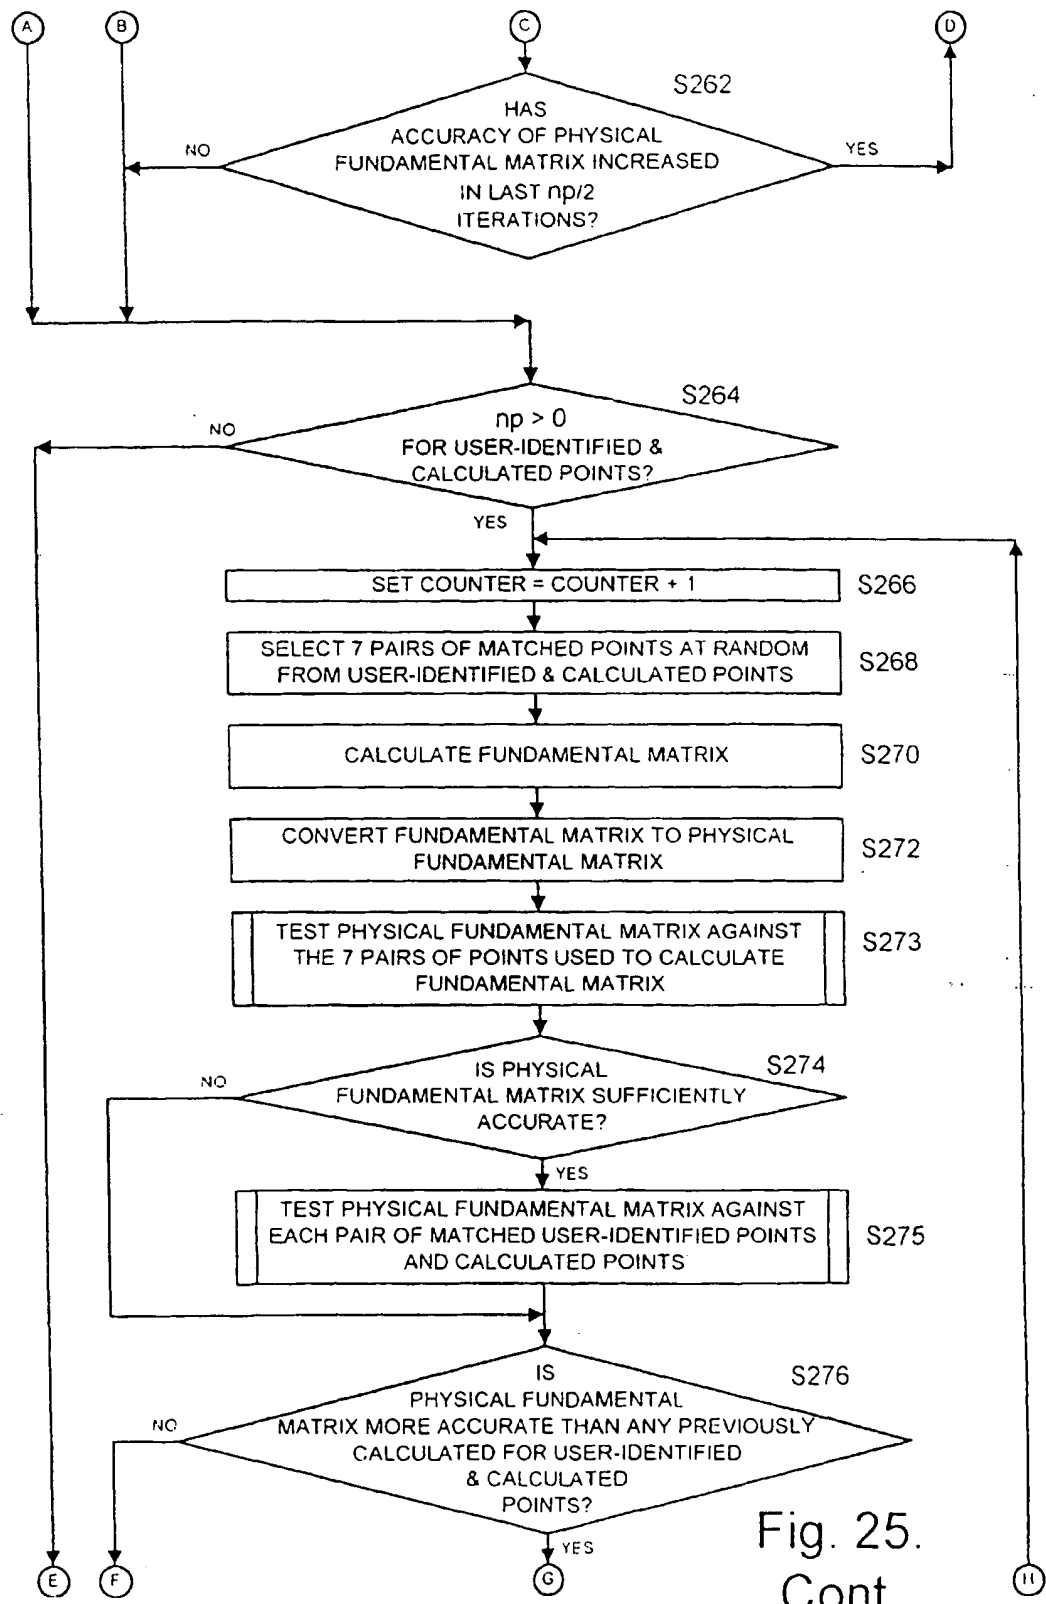 A
B
C
D
S262
HAS
ACCURACY OF PHYSICAL
FUNDAMENTAL MATRIX INCREASED
IN LAST np/2
ITERATIONS?
NO
YES
S264
np > 0
FOR USER-IDENTIFIED &
CALCULATED POINTS?
NO
YES
SET COUNTER = COUNTER + 1
S266
SELECT 7 PAIRS OF MATCHED POINTS AT RANDOM
FROM USER-IDENTIFIED & CALCULATED POINTS
S268
CALCULATE FUNDAMENTAL MATRIX
S270
CONVERT FUNDAMENTAL MATRIX TO PHYSICAL
FUNDAMENTAL MATRIX
S272
TEST PHYSICAL FUNDAMENTAL MATRIX AGAINST
THE 7 PAIRS OF POINTS USED TO CALCULATE
FUNDAMENTAL MATRIX
S273
IS PHYSICAL
FUNDAMENTAL MATRIX SUFFICIENTLY
ACCURATE?
S274
NO
YES
TEST PHYSICAL FUNDAMENTAL MATRIX AGAINST
EACH PAIR OF MATCHED USER-IDENTIFIED POINTS
AND CALCULATED POINTS
S275
S276
IS
PHYSICAL FUNDAMENTAL
MATRIX MORE ACCURATE THAN ANY PREVIOUSLY
CALCULATED FOR USER-IDENTIFIED
& CALCULATED
POINTS?
NO
YES
E
F
G
H
Fig. 25.
Cont